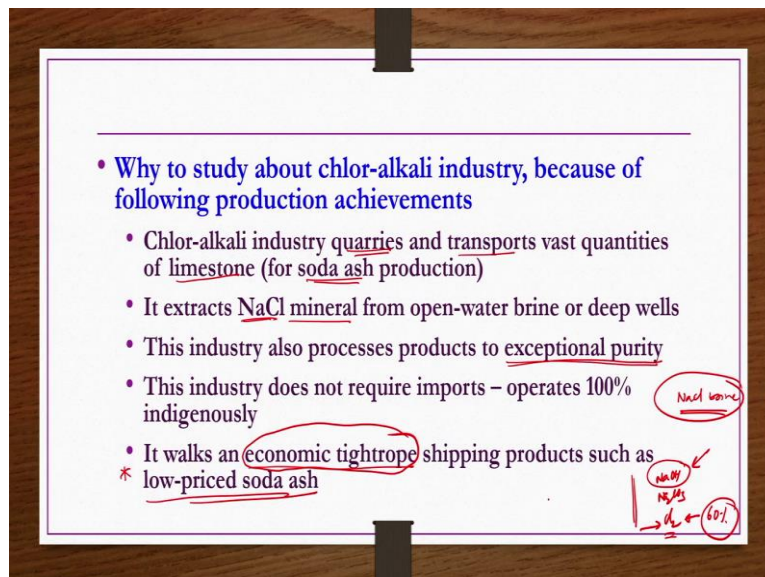 • Why to study about chlor-alkali industry, because of
following production achievements
• Chlor-alkali industry quarries and transports vast quantities
of limestone (for soda ash production)
• It extracts NaCl mineral from open-water brine or deep wells
• This industry also processes products to exceptional purity
• This industry does not require imports – operates 100%
indigenously
NaCl brine
• It walks an economic tightrope shipping products such as
* low-priced soda ash
NaOH
→ Cl2 ← 60%